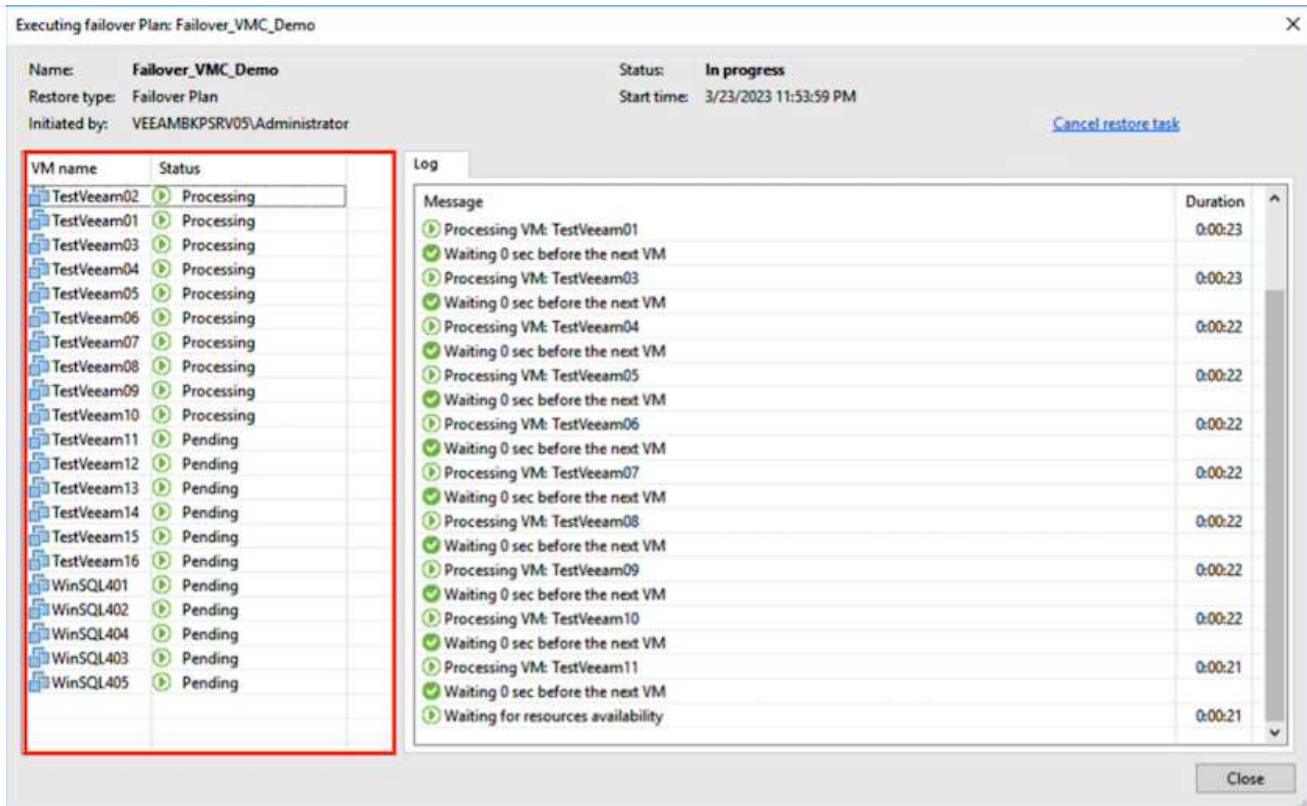 Executing failover Plan: Failover_VMC_Demo
Name: Failover_VMC_Demo
Status: In progress
Restore type: Failover Plan
Start time: 3/23/2023 11:53:59 PM
Initiated by: VEEAMBKPSRV05\Administrator
Cancel restore task
VM name Status
TestVeeam02 Processing
TestVeeam01 Processing
TestVeeam03 Processing
TestVeeam04 Processing
TestVeeam05 Processing
TestVeeam06 Processing
TestVeeam07 Processing
TestVeeam08 Processing
TestVeeam09 Processing
TestVeeam10 Processing
TestVeeam11 Pending
TestVeeam12 Pending
TestVeeam13 Pending
TestVeeam14 Pending
TestVeeam15 Pending
TestVeeam16 Pending
WinSQL401 Pending
WinSQL402 Pending
WinSQL404 Pending
WinSQL403 Pending
WinSQL405 Pending
Log
Message Duration
Processing VM: TestVeeam01 0:00:23
Waiting 0 sec before the next VM
Processing VM: TestVeeam03 0:00:23
Waiting 0 sec before the next VM
Processing VM: TestVeeam04 0:00:22
Waiting 0 sec before the next VM
Processing VM: TestVeeam05 0:00:22
Waiting 0 sec before the next VM
Processing VM: TestVeeam06 0:00:22
Waiting 0 sec before the next VM
Processing VM: TestVeeam07 0:00:22
Waiting 0 sec before the next VM
Processing VM: TestVeeam08 0:00:22
Waiting 0 sec before the next VM
Processing VM: TestVeeam09 0:00:22
Waiting 0 sec before the next VM
Processing VM: TestVeeam10 0:00:22
Waiting 0 sec before the next VM
Processing VM: TestVeeam11 0:00:21
Waiting 0 sec before the next VM
Waiting for resources availability 0:00:21
Close